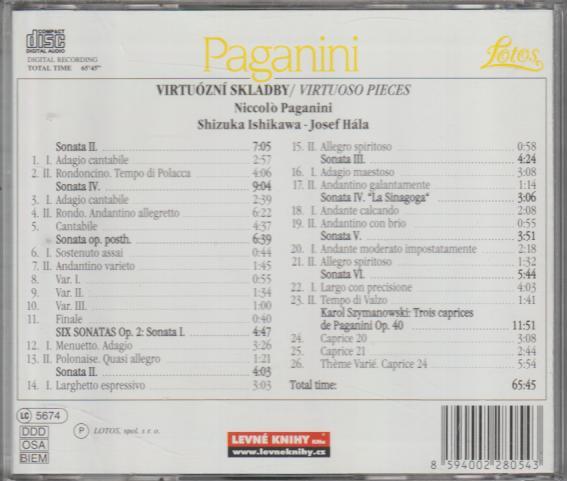 COMPACT
disc
DIGITAL AUDIO
DIGITAL RECORDING
TOTAL TIME 65'45"
Paganini
Lotos
VIRTUÓZNÍ SKLADBY/ VIRTUOSO PIECES
Niccolò Paganini
Shizuka Ishikawa - Josef Hála
Sonata II. 7:05
1. I. Adagio cantabile 2:57
2. II. Rondoncino. Tempo di Polacca 4:06
Sonata IV. 9:04
3. I. Adagio cantabile 2:39
4. II. Rondo. Andantino allegretto 6:22
5. Cantabile 4:37
Sonata op. posth. 6:39
6. I. Sostenuto assai 0:44
7. II. Andantino varieto 1:45
8. Var. I. 0:55
9. Var. II. 1:34
10. Var. III. 1:00
11. Finale 0:40
SIX SONATAS Op. 2: Sonata I. 4:47
12. I. Menuetto. Adagio 3:26
13. II. Polonaise. Quasi allegro 1:21
Sonata II. 4:03
14. I. Larghetto espressivo 3:03
15. II. Allegro spiritoso 0:58
Sonata III. 4:24
16. I. Adagio maestoso 3:08
17. II. Andantino galantamente 1:14
Sonata IV. "La Sinagoga" 3:06
18. I. Andante calcando 2:08
19. II. Andantino con brio 0:55
Sonata V. 3:51
20. I. Andante moderato impostatamente 2:18
21. II. Allegro spiritoso 1:32
Sonata VI. 5:44
22. I. Largo con precisione 4:03
23. II. Tempo di Valzo 1:41
Karol Szymanowski: Trois caprices
de Paganini Op. 40 11:51
24. Caprice 20 3:08
25. Caprice 21 2:44
26. Thème Varié. Caprice 24 5:54
Total time: 65:45
LC 5674
DDD
OSA
BIEM
P LOTOS, spol. s r. o.
LEVNÉ KNIHY
www.levneknihy.cz
8 594002 280543